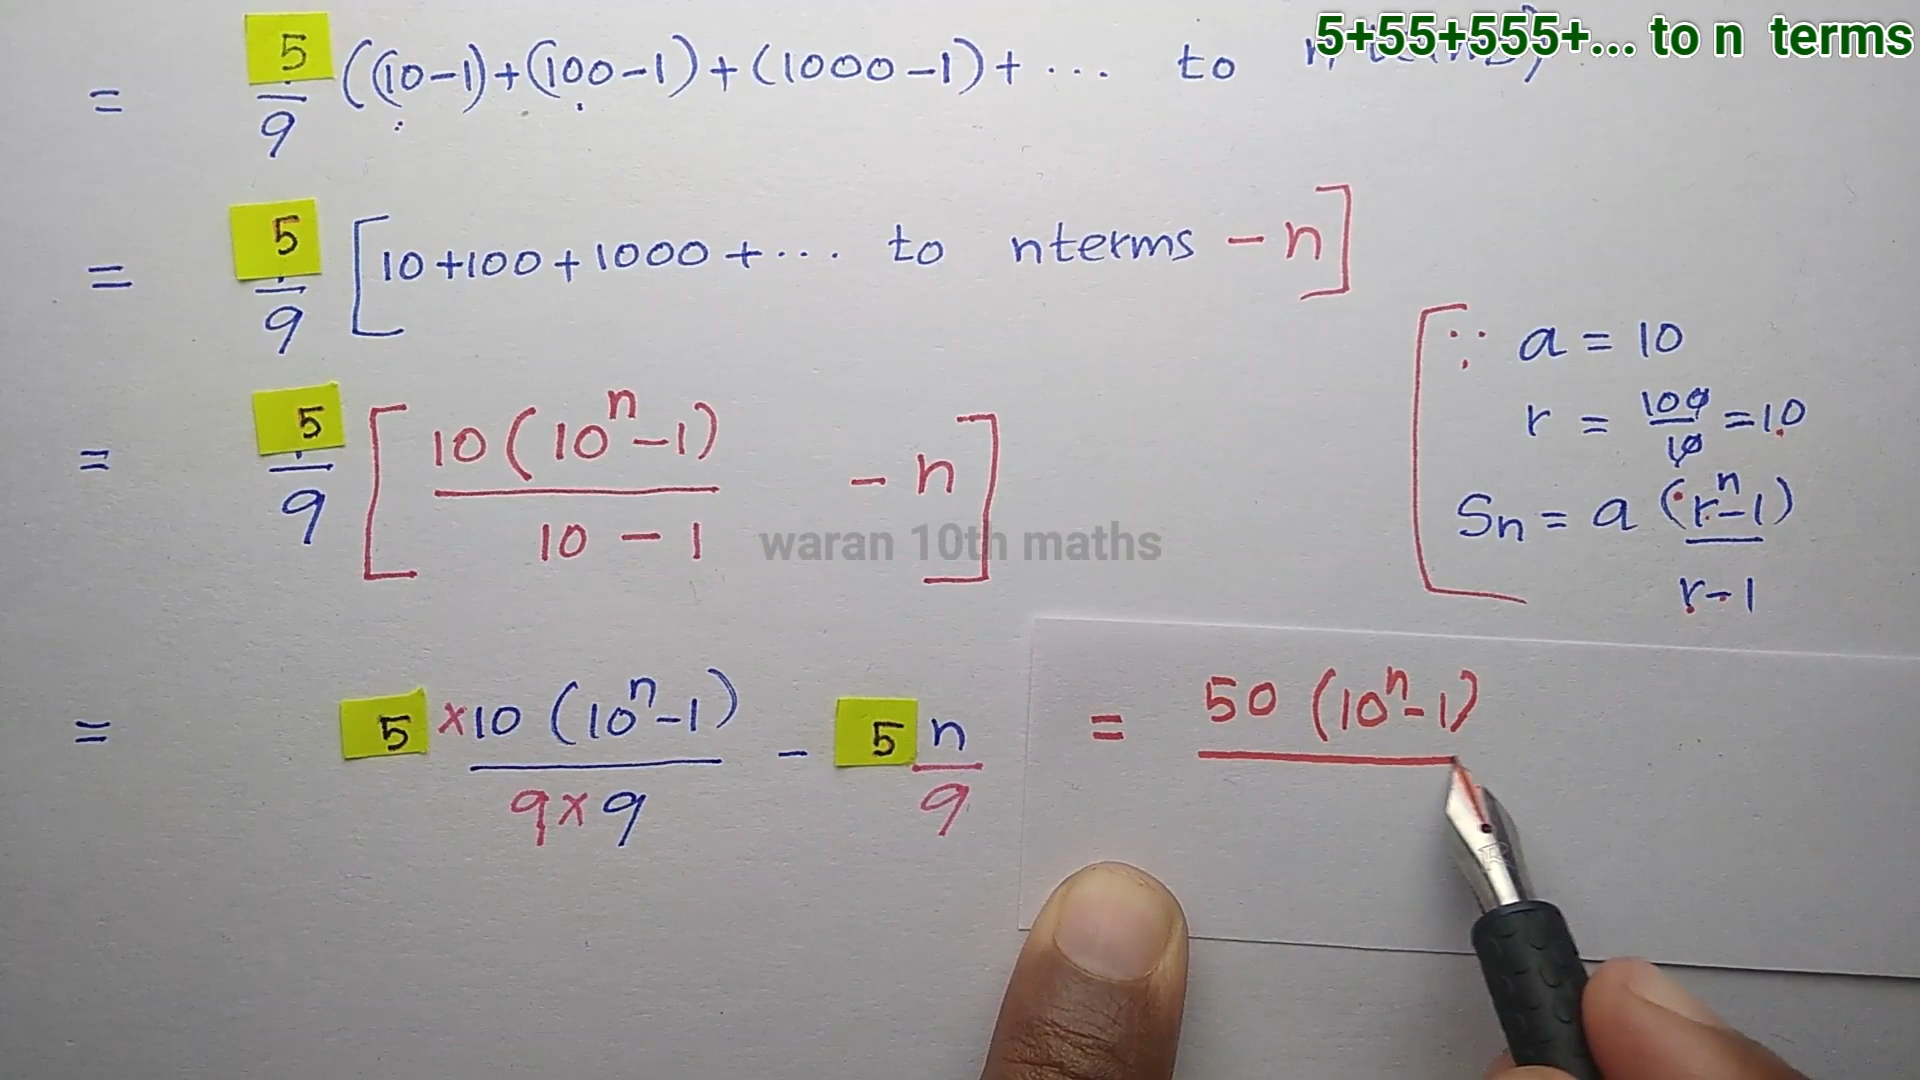 5+55+555+... to n terms
= 5/9 ((10-1)+(100-1)+(1000-1)+... to
= 5/9 [10+100+1000+... to n terms - n]
= 5/9 [10(10^n-1)/10-1 - n]
∵ a = 10
r = 100/10 = 10
Sn = a (r^n-1)/r-1
waran 10th maths
= 5×10(10^n-1)/9×9 - 5n/9 = 50(10^n-1)